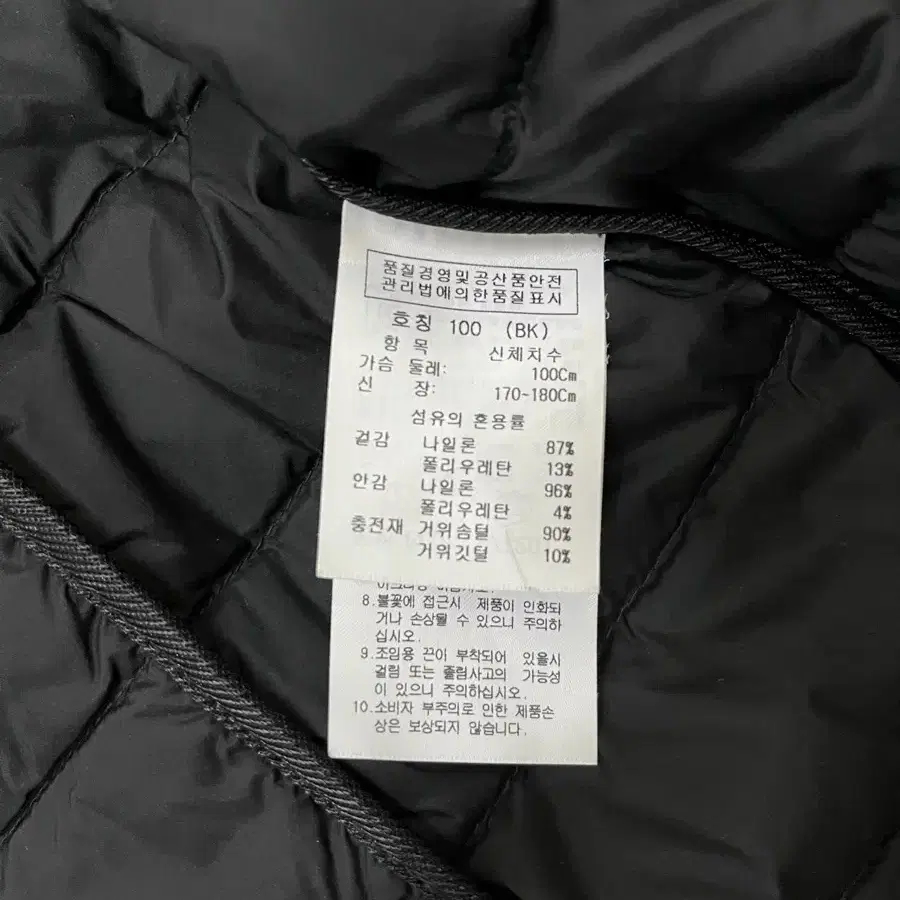 품질경영및공산품안전
관리법에의한품질표시
호칭 100 (BK)
항 목 신체치수
가슴 둘레: 100Cm
신 장: 170~180Cm
섬유의 혼용률
겉감 나일론 87%
폴리우레탄 13%
안감 나일론 96%
폴리우레탄 4%
충전재 거위솜털 90%
거위깃털 10%
8.불꽃에 접근시 제품이 인화되
거나 손상될 수 있으니 주의하
십시오.
9.조임용 끈이 부착되어 있을시
걸림 또는 졸림사고의 가능성
이 있으니 주의하십시오.
10.소비자 부주의로 인한 제품손
상은 보상되지 않습니다.